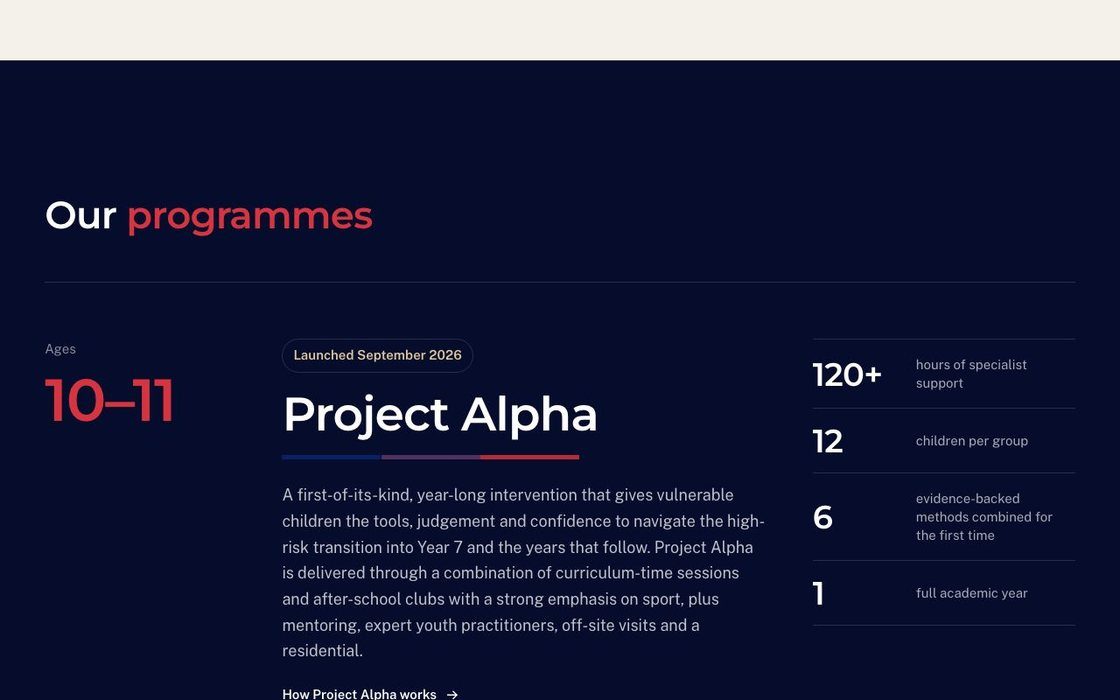 Our programmes
Ages
10–11
Launched September 2026
Project Alpha
A first-of-its-kind, year-long intervention that gives vulnerable
children the tools, judgement and confidence to navigate the high-
risk transition into Year 7 and the years that follow. Project Alpha
is delivered through a combination of curriculum-time sessions
and after-school clubs with a strong emphasis on sport, plus
mentoring, expert youth practitioners, off-site visits and a
residential.
How Project Alpha works →
120+
hours of specialist
support
12
children per group
6
evidence-backed
methods combined for
the first time
1
full academic year